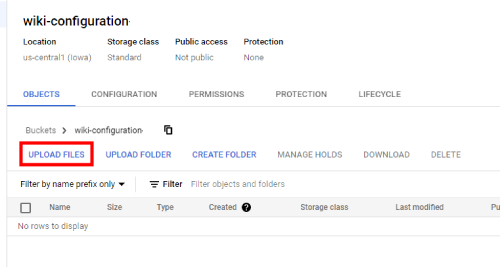 wiki-configuration
Location Storage class Public access Protection
us-central1 (Iowa) Standard Not public None
OBJECTS CONFIGURATION PERMISSIONS PROTECTION LIFECYCLE
Buckets > wiki-configuration
UPLOAD FILES UPLOAD FOLDER CREATE FOLDER MANAGE HOLDS DOWNLOAD DELETE
Filter by name prefix only Filter Filter objects and folders
Name Size Type Created Storage class Last modified
No rows to display